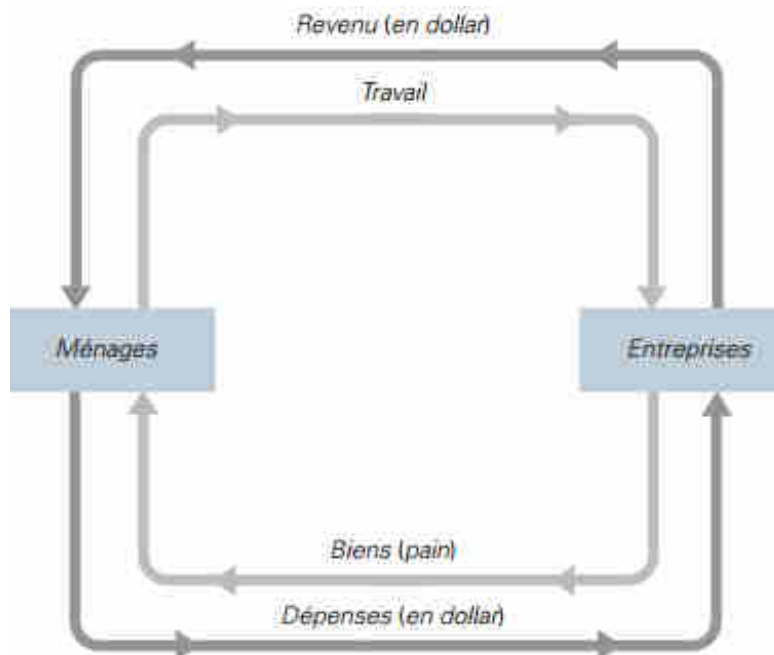 Revenu (en dollar)
Travail
Ménages
Entreprises
Biens (pain)
Dépenses (en dollar)